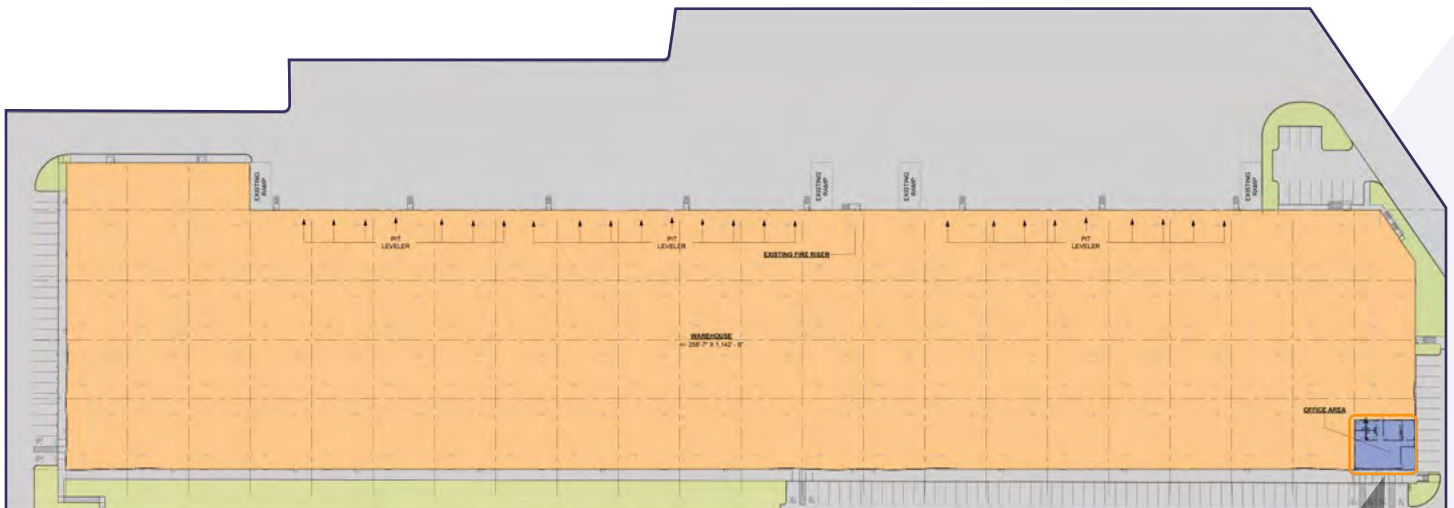 EXISTING
RAMP
EXISTING
RAMP
EXISTING
RAMP
EXISTING
RAMP
PIT
LEVELER
PIT
LEVELER
PIT
LEVELER
EXISTING FIRE RISER
WAREHOUSE
OFFICE AREA